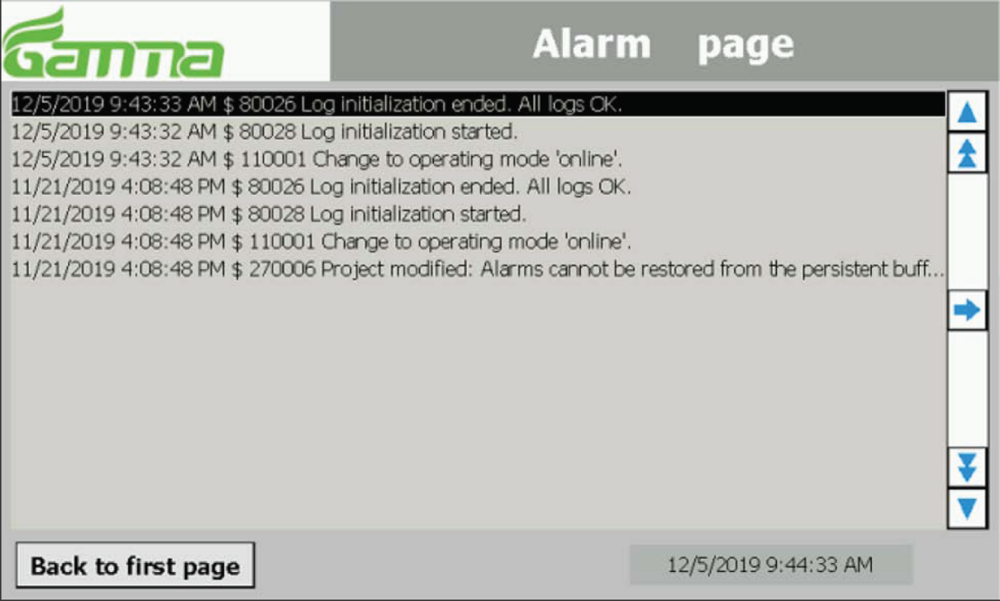 Gamma
Alarm page
12/5/2019 9:43:33 AM $ 80026 Log initialization ended. All logs OK.
12/5/2019 9:43:32 AM $ 80028 Log initialization started.
12/5/2019 9:43:32 AM $ 110001 Change to operating mode 'online'.
11/21/2019 4:08:48 PM $ 80026 Log initialization ended. All logs OK.
11/21/2019 4:08:48 PM $ 80028 Log initialization started.
11/21/2019 4:08:48 PM $ 110001 Change to operating mode 'online'.
11/21/2019 4:08:48 PM $ 270006 Project modified: Alarms cannot be restored from the persistent buff...
Back to first page
12/5/2019 9:44:33 AM